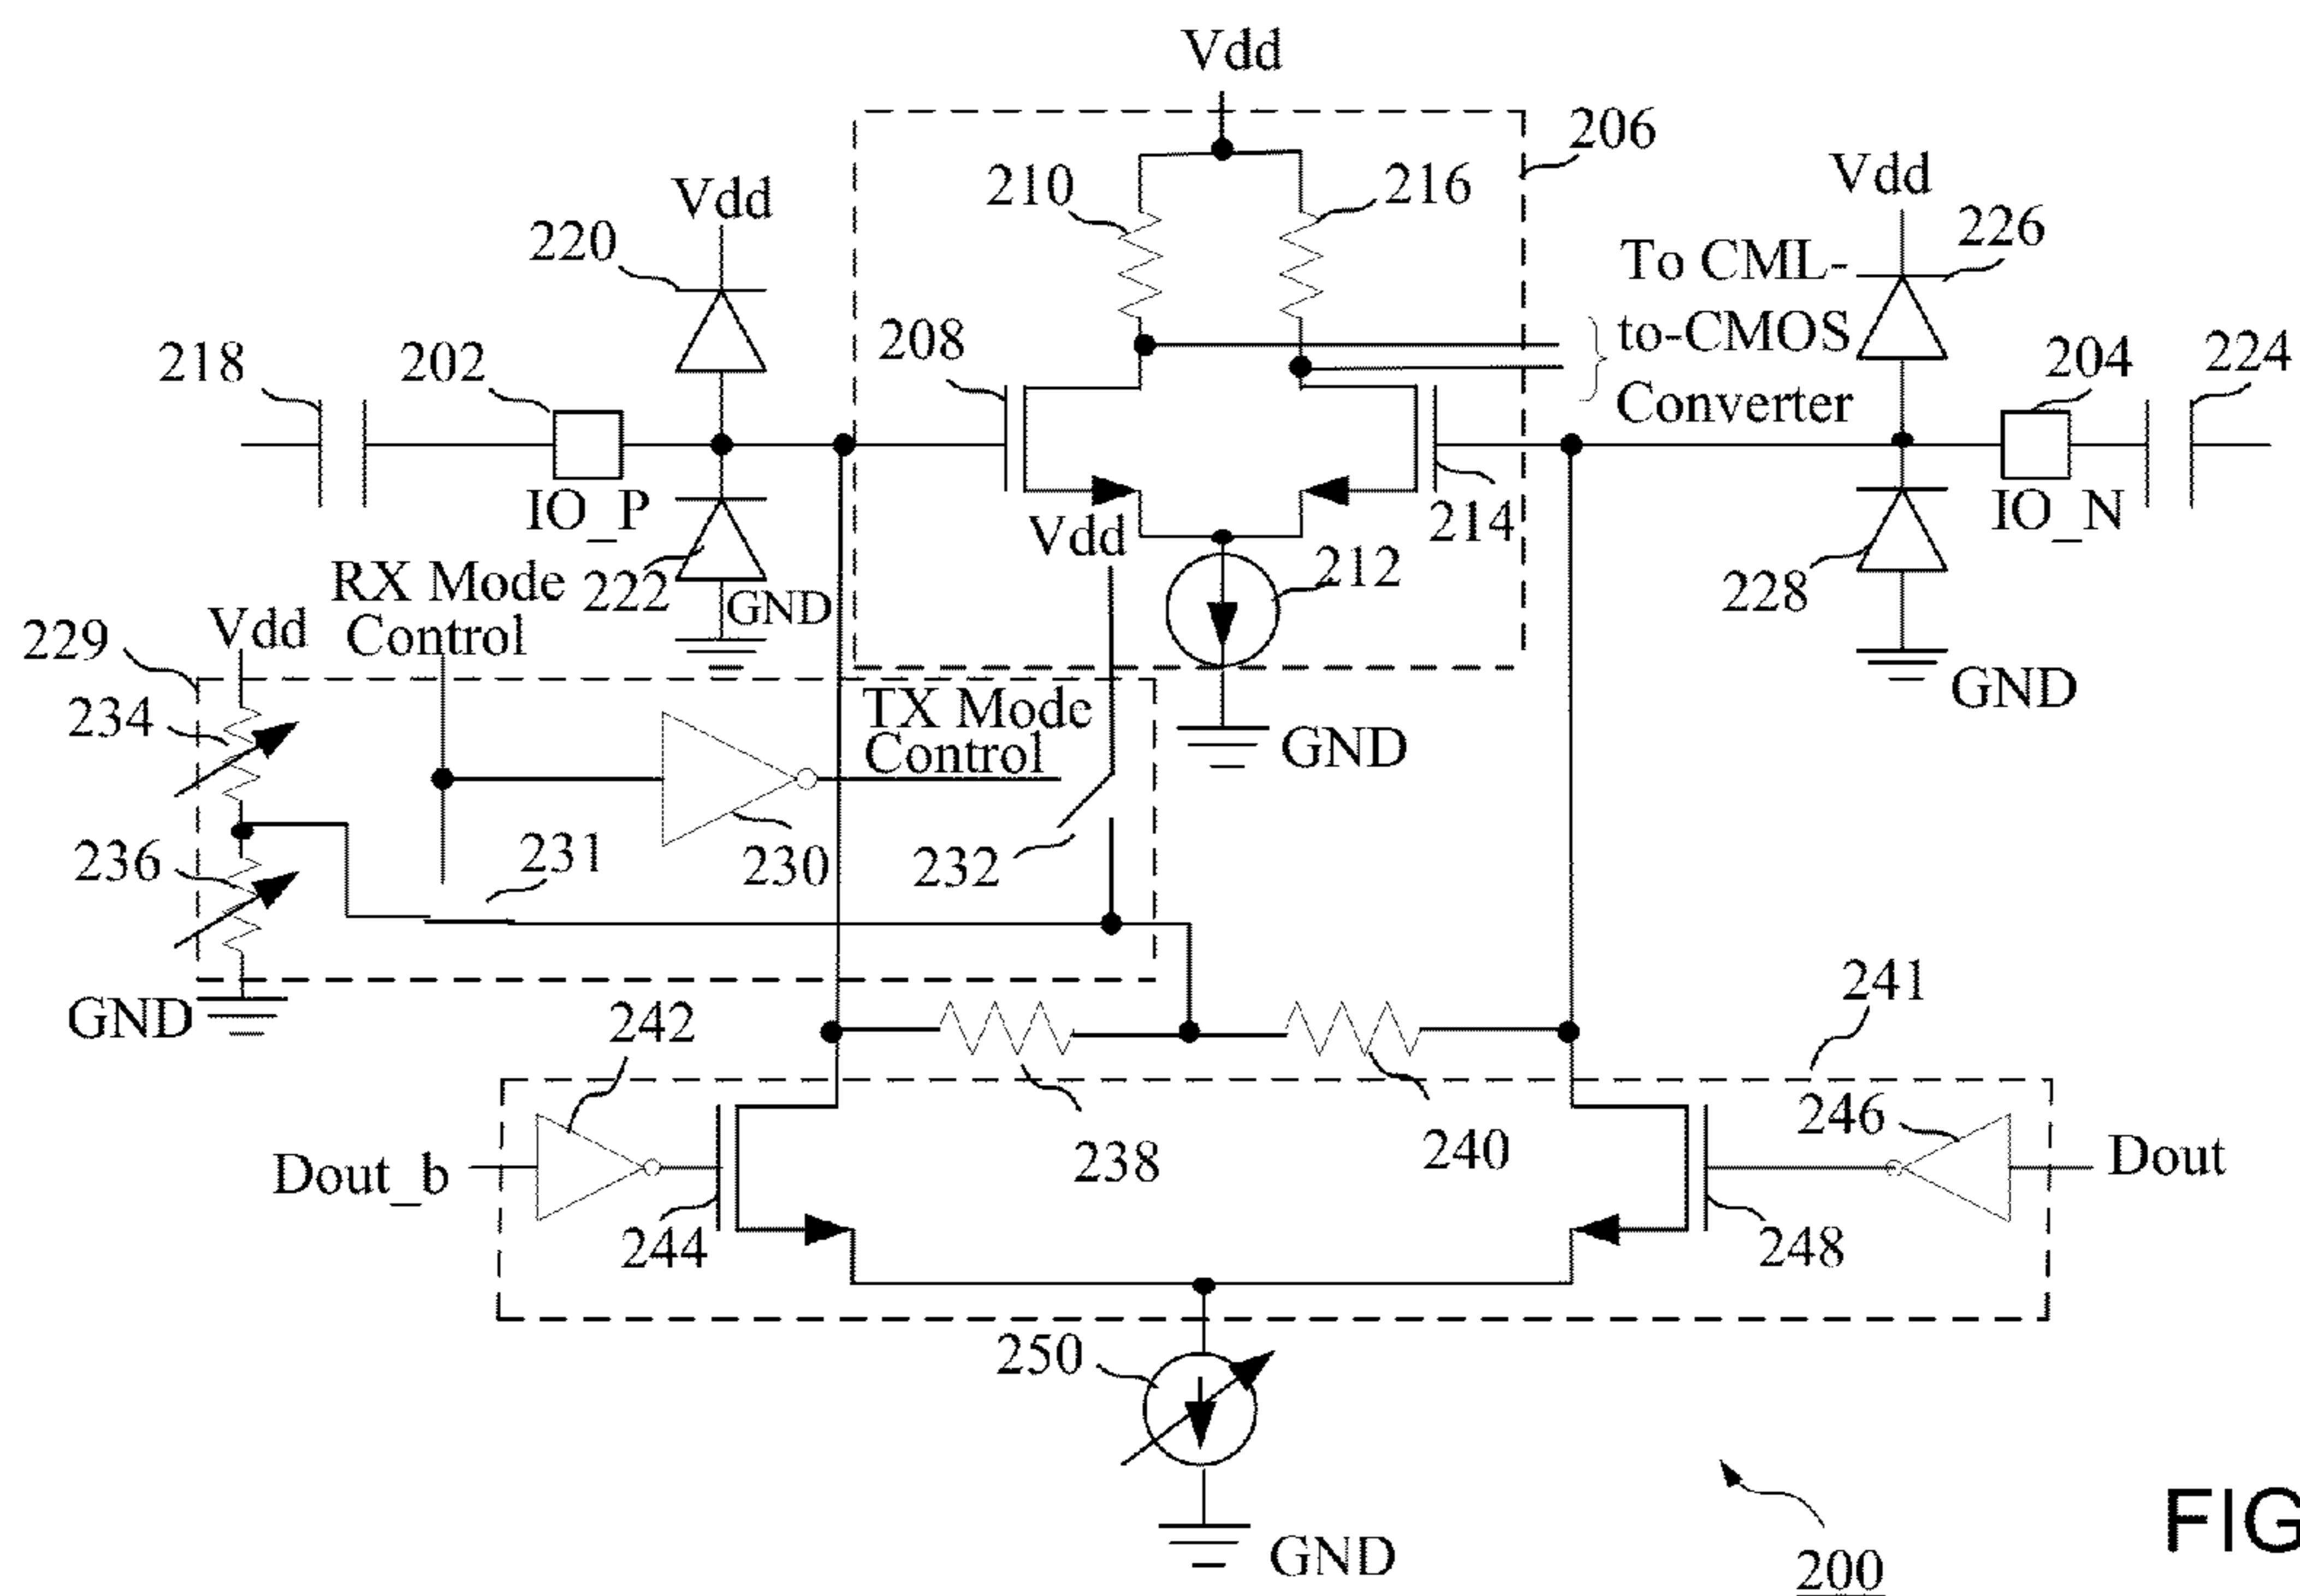 Vdd
206
210
216
Vdd
Vdd
220
226
To CML-
to-CMOS
Converter
208
218
202
204
224
IO_P
IO_N
214
Vdd
212
RX Mode
Control
222
GND
228
229
Vdd
GND
234
TX Mode
Control
GND
236
231
230
232
GND
242
241
246
Dout_b
238
240
Dout
244
248
250
GND
200
FIG